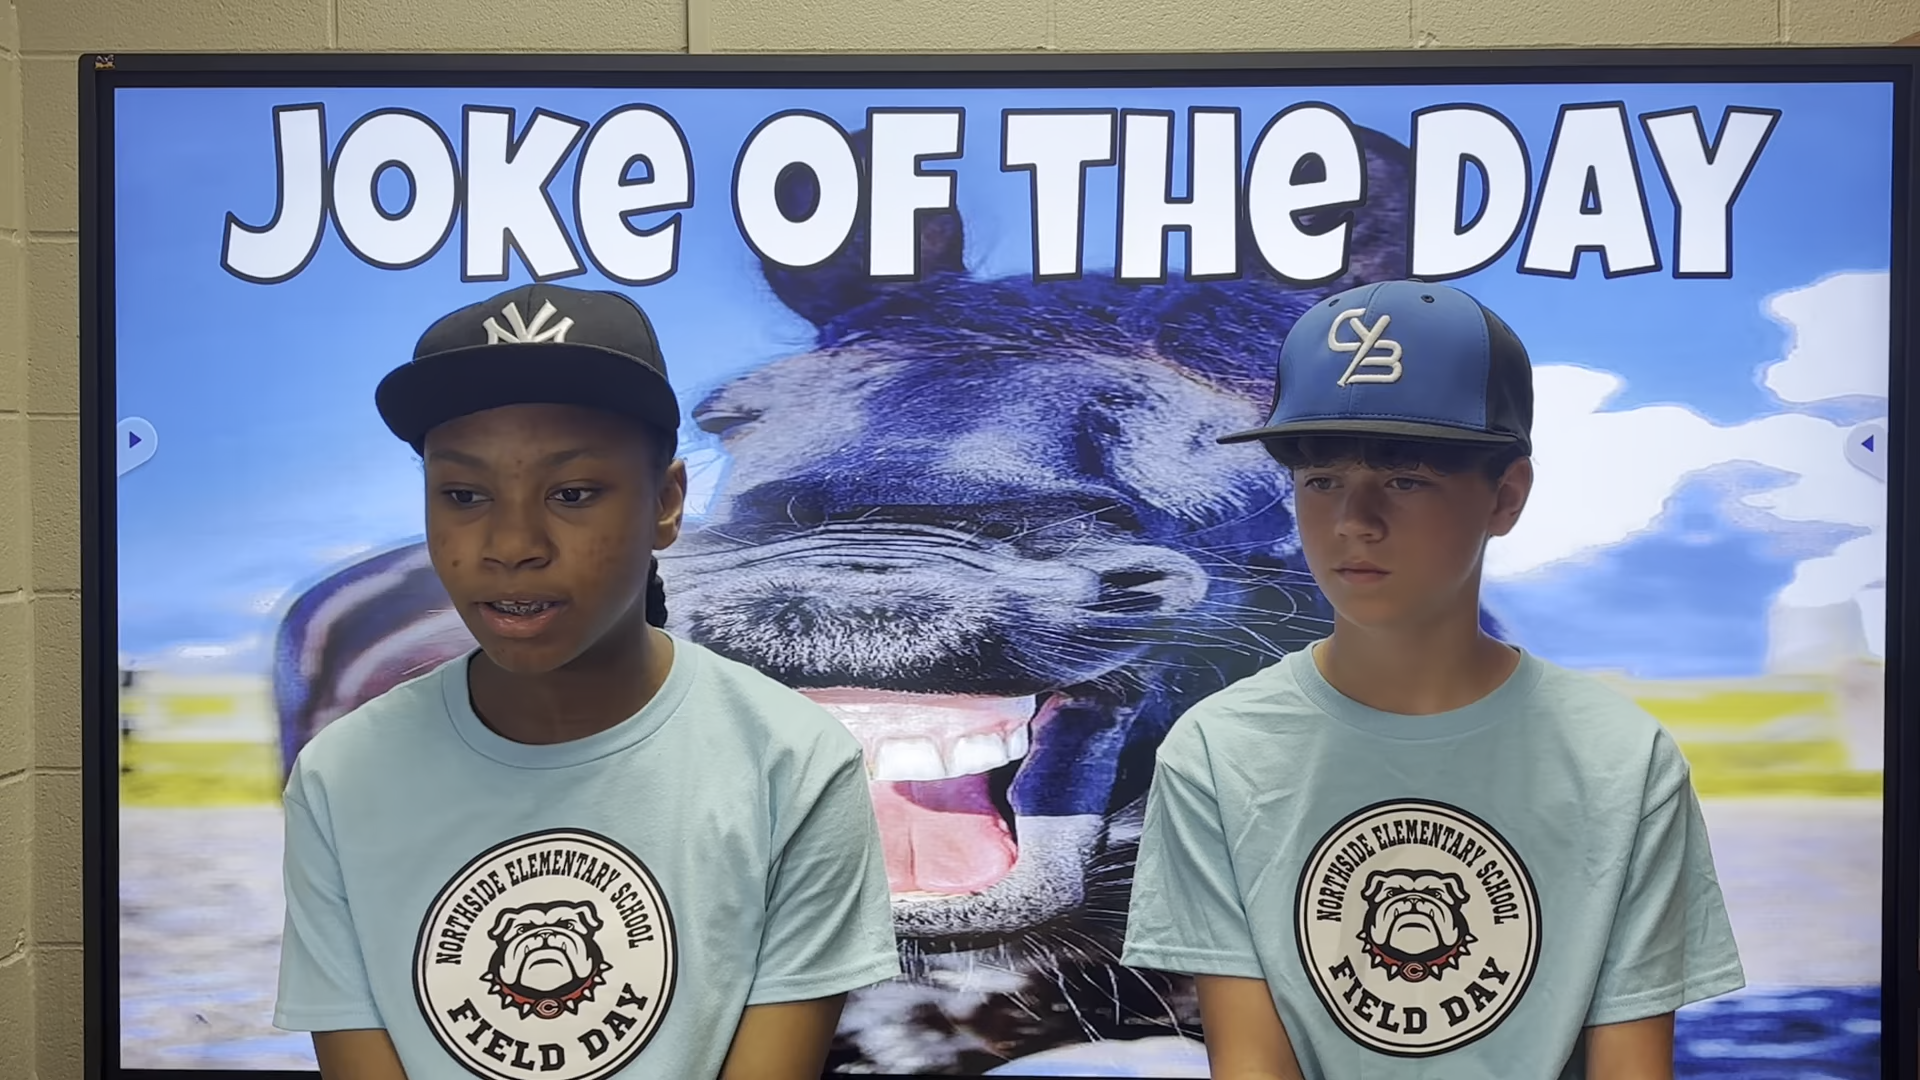 JOKE OF THE DAY
NY
CYB
NORTHSIDE ELEMENTARY SCHOOL
C
FIELD DAY
NORTHSIDE ELEMENTARY SCHOOL
C
FIELD DAY